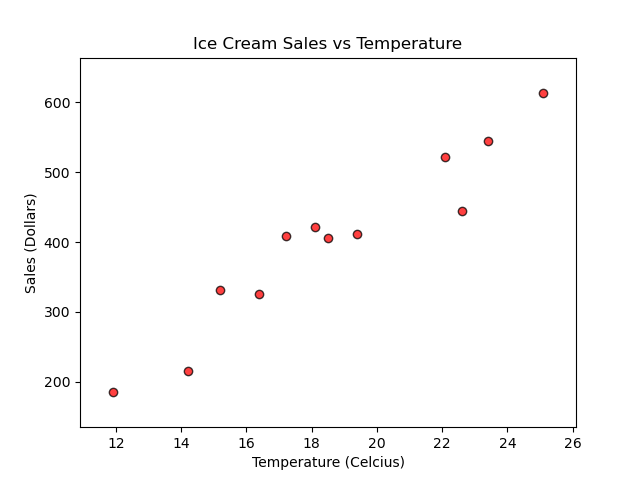 Ice Cream Sales vs Temperature
600
500
400
300
200
Sales (Dollars)
12 14 16 18 20 22 24 26
Temperature (Celcius)